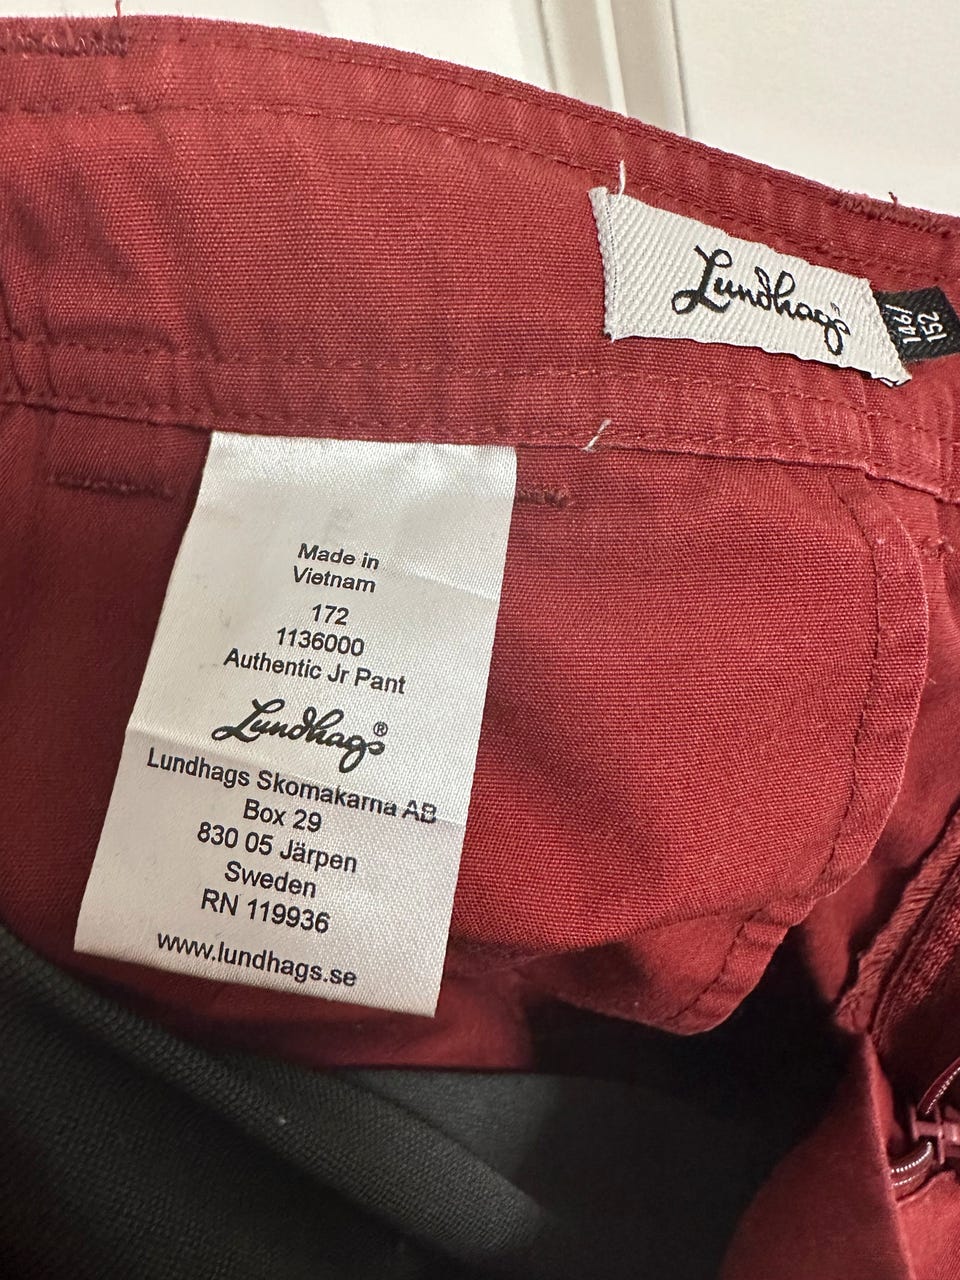 Lundhags®
146/
152
Made in
Vietnam
172
1136000
Authentic Jr Pant
Lundhags®
Lundhags Skomakarna AB
Box 29
830 05 Järpen
Sweden
RN 119936
www.lundhags.se